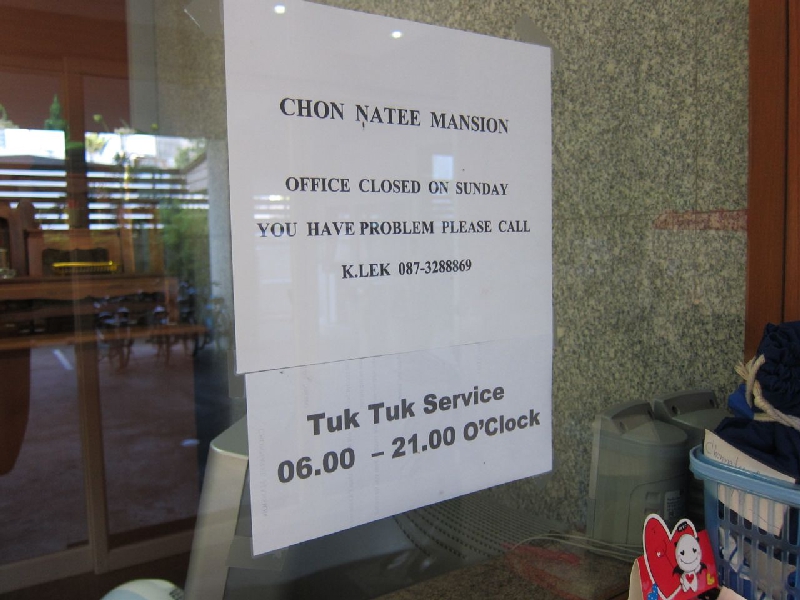 CHON NATEE MANSION
OFFICE CLOSED ON SUNDAY
YOU HAVE PROBLEM PLEASE CALL
K.LEK 087-3288869
Tuk Tuk Service
06.00 – 21.00 O'Clock